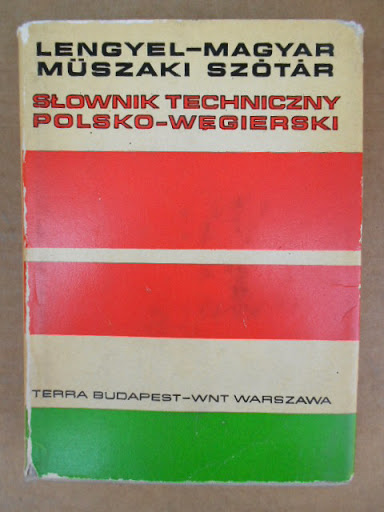 LENGYEL–MAGYAR
MŰSZAKI SZÓTÁR
SŁOWNIK TECHNICZNY
POLSKO-WĘGIERSKI
TERRA BUDAPEST–WNT WARSZAWA